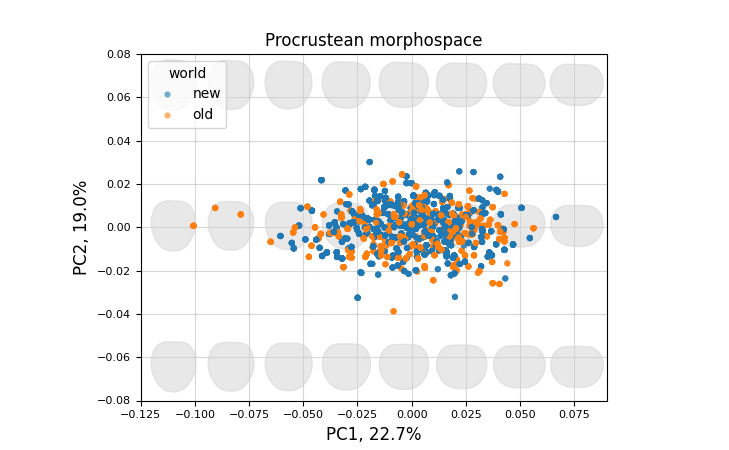 Procrustean morphospace
world
new
old
0.08
0.06
0.04
0.02
0.00
−0.02
−0.04
−0.06
−0.08
PC2, 19.0%
−0.125 −0.100 −0.075 −0.050 −0.025 0.000 0.025 0.050 0.075
PC1, 22.7%